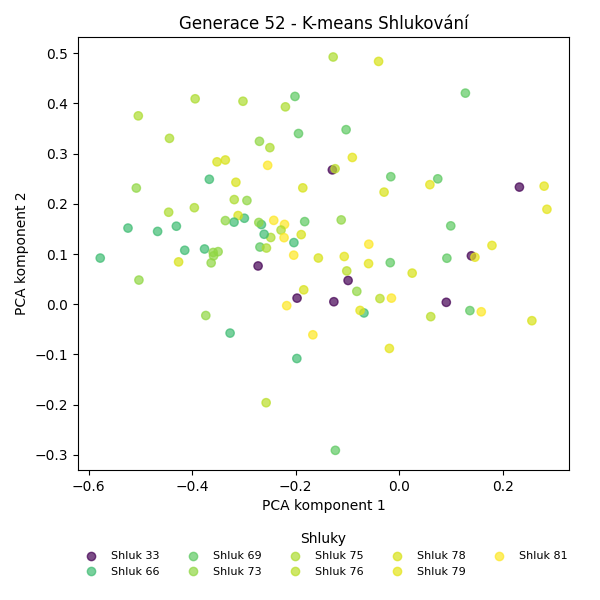 Generace 52 - K-means Shlukování
PCA komponent 2
0.5
0.4
0.3
0.2
0.1
0.0
−0.1
−0.2
−0.3
−0.6 −0.4 −0.2 0.0 0.2
PCA komponent 1
Shluky
Shluk 33 Shluk 69 Shluk 75 Shluk 78 Shluk 81
Shluk 66 Shluk 73 Shluk 76 Shluk 79